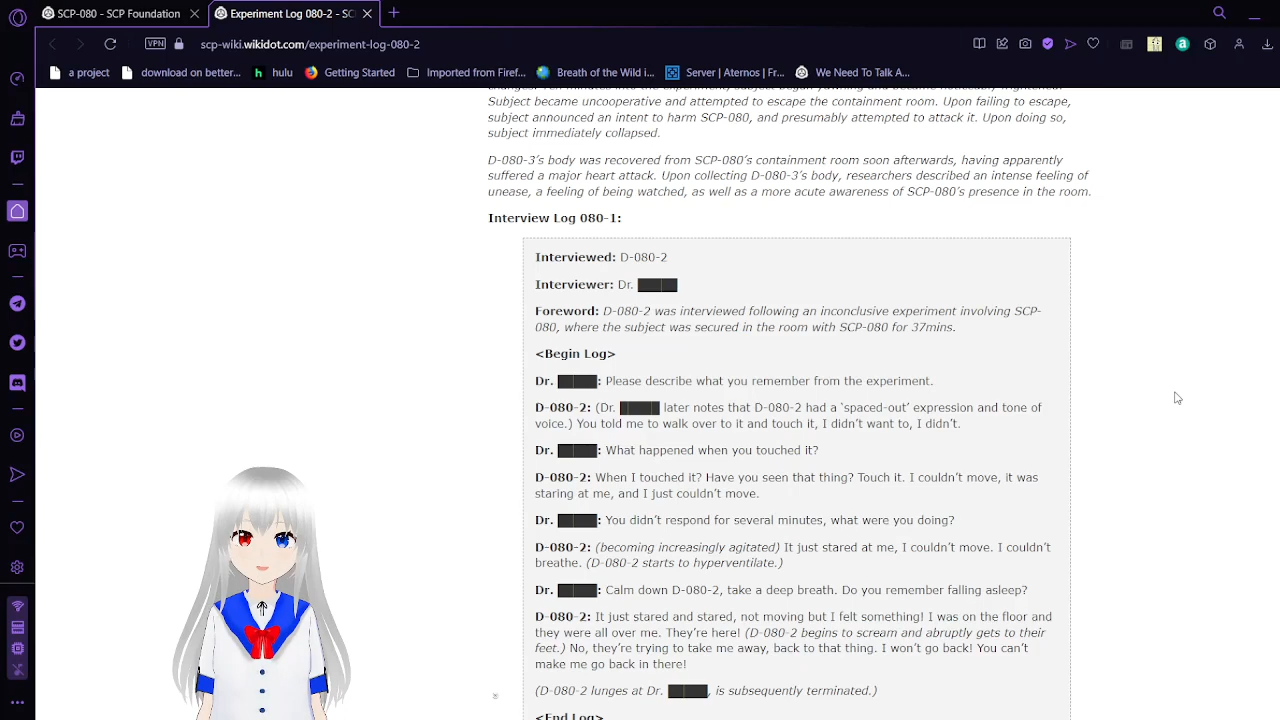 SCP-080 - SCP Foundation
Experiment Log 080-2 - SC
VPN
scp-wiki.wikidot.com/experiment-log-080-2
a project
download on better...
hulu
Getting Started
Imported from Firef...
Breath of the Wild i...
Server | Aternos | Fr...
We Need To Talk A...
Subject became uncooperative and attempted to escape the containment room. Upon failing to escape,
subject announced an intent to harm SCP-080, and presumably attempted to attack it. Upon doing so,
subject immediately collapsed.
D-080-3's body was recovered from SCP-080's containment room soon afterwards, having apparently
suffered a major heart attack. Upon collecting D-080-3's body, researchers described an intense feeling of
unease, a feeling of being watched, as well as a more acute awareness of SCP-080's presence in the room.
Interview Log 080-1:
Interviewed: D-080-2
Interviewer: Dr. █████
Foreword: D-080-2 was interviewed following an inconclusive experiment involving SCP-
080, where the subject was secured in the room with SCP-080 for 37mins.
<Begin Log>
Dr. █████: Please describe what you remember from the experiment.
D-080-2: (Dr. █████ later notes that D-080-2 had a ‘spaced-out’ expression and tone of
voice.) You told me to walk over to it and touch it, I didn't want to, I didn't.
Dr. █████: What happened when you touched it?
D-080-2: When I touched it? Have you seen that thing? Touch it. I couldn't move, it was
staring at me, and I just couldn't move.
Dr. █████: You didn't respond for several minutes, what were you doing?
D-080-2: (becoming increasingly agitated) It just stared at me, I couldn't move. I couldn't
breathe. (D-080-2 starts to hyperventilate.)
Dr. █████: Calm down D-080-2, take a deep breath. Do you remember falling asleep?
D-080-2: It just stared and stared, not moving but I felt something! I was on the floor and
they were all over me. They're here! (D-080-2 begins to scream and abruptly gets to their
feet.) No, they're trying to take me away, back to that thing. I won't go back! You can't
make me go back in there!
(D-080-2 lunges at Dr. █████, is subsequently terminated.)
<End Log>